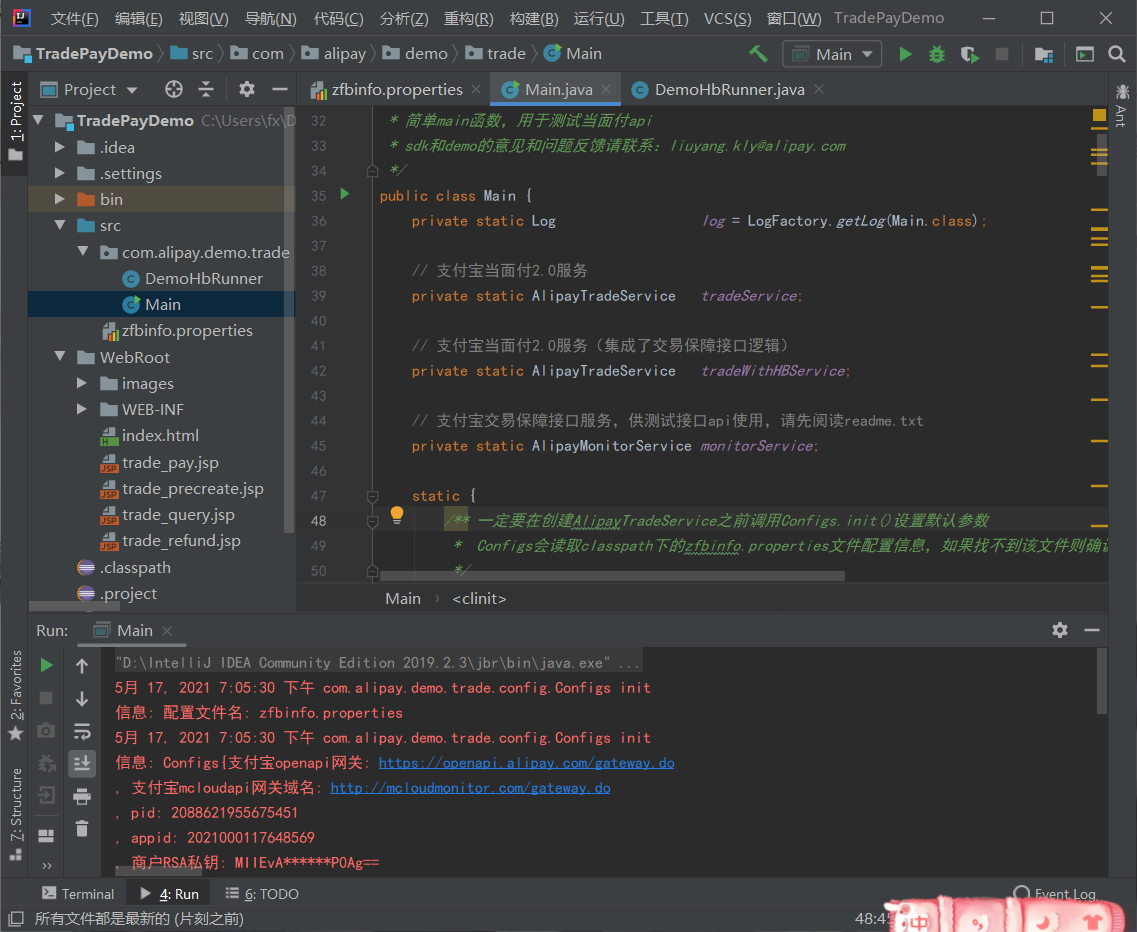 文件(F) 编辑(E) 视图(V) 导航(N) 代码(C) 分析(Z) 重构(R) 构建(B) 运行(U) 工具(T) VCS(S) 窗口(W) TradePayDemo
TradePayDemo src com alipay demo trade Main
Main
1: Project
Project
zfbinfo.properties Main.java DemoHbRunner.java
Ant
TradePayDemo C:\Users\fx\D
.idea
.settings
bin
src
com.alipay.demo.trade
DemoHbRunner
Main
zfbinfo.properties
WebRoot
images
WEB-INF
index.html
trade_pay.jsp
trade_precreate.jsp
trade_query.jsp
trade_refund.jsp
.classpath
.project
32 * 简单main函数，用于测试当面付api
33 * sdk和demo的意见和问题反馈请联系：liuyang.kly@alipay.com
34 */
35 public class Main {
36 private static Log log = LogFactory.getLog(Main.class);
37
38 // 支付宝当面付2.0服务
39 private static AlipayTradeService tradeService;
40
41 // 支付宝当面付2.0服务（集成了交易保障接口逻辑）
42 private static AlipayTradeService tradeWithHBService;
43
44 // 支付宝交易保障接口服务，供测试接口api使用，请先阅读readme.txt
45 private static AlipayMonitorService monitorService;
46
47 static {
48 /** 一定要在创建AlipayTradeService之前调用Configs.init()设置默认参数
49 * Configs会读取classpath下的zfbinfo.properties文件配置信息，如果找不到该文件则确认
50 */
Main › <clinit>
Run: Main
2: Favorites
7: Structure
"D:\IntelliJ IDEA Community Edition 2019.2.3\jbr\bin\java.exe" ...
5月 17, 2021 7:05:30 下午 com.alipay.demo.trade.config.Configs init
信息: 配置文件名: zfbinfo.properties
5月 17, 2021 7:05:30 下午 com.alipay.demo.trade.config.Configs init
信息: Configs{支付宝openapi网关: https://openapi.alipay.com/gateway.do
, 支付宝mcloudapi网关域名: http://mcloudmonitor.com/gateway.do
, pid: 2088621955675451
, appid: 2021000117648569
, 商户RSA私钥: MIIEvA******POAg==
Terminal 4: Run 6: TODO Event Log
所有文件都是最新的 (片刻之前)
中